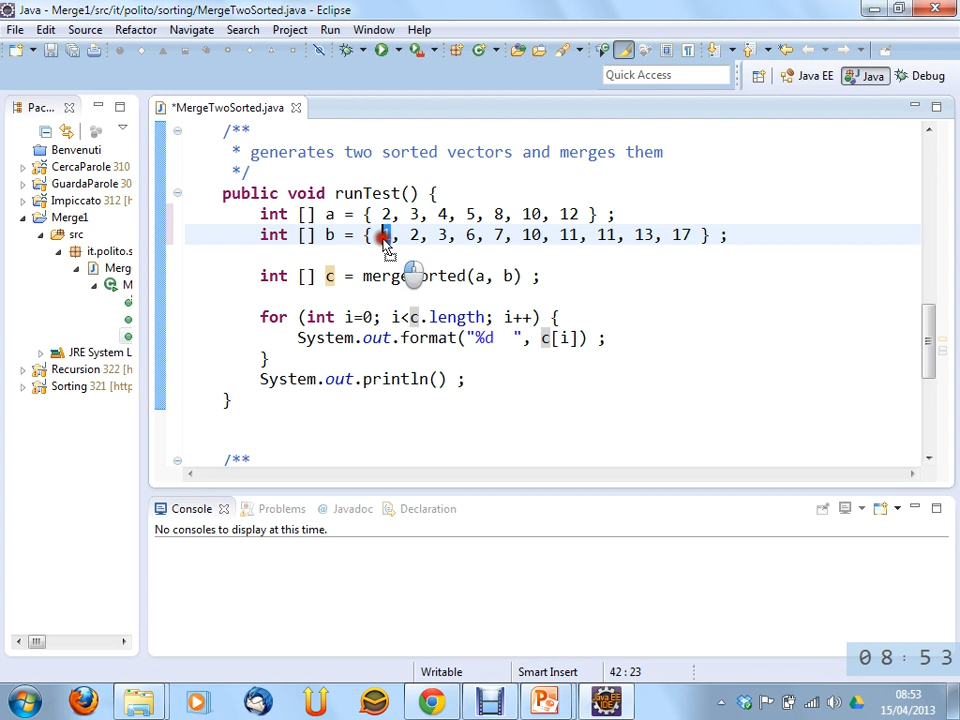 Java - Merge1/src/it/polito/sorting/MergeTwoSorted.java - Eclipse
File Edit Source Refactor Navigate Search Project Run Window Help
Quick Access
Java EE Java Debug
Pac...
*MergeTwoSorted.java
Benvenuti
CercaParole 310
GuardaParole 30
Impiccato 312 [h
Merge1
src
it.polito.s
Merg
M
JRE System L
Recursion 322 [h
Sorting 321 [http
/**
* generates two sorted vectors and merges them
*/
public void runTest() {
int [] a = { 2, 3, 4, 5, 8, 10, 12 } ;
int [] b = { , 2, 3, 6, 7, 10, 11, 11, 13, 17 } ;
int [] c = merge orted(a, b) ;
for (int i=0; i<c.length; i++) {
System.out.format("%d  ", c[i]) ;
}
System.out.println() ;
}
/**
Console Problems @ Javadoc Declaration
No consoles to display at this time.
Writable Smart Insert 42 : 23
08:53
08:53
15/04/2013